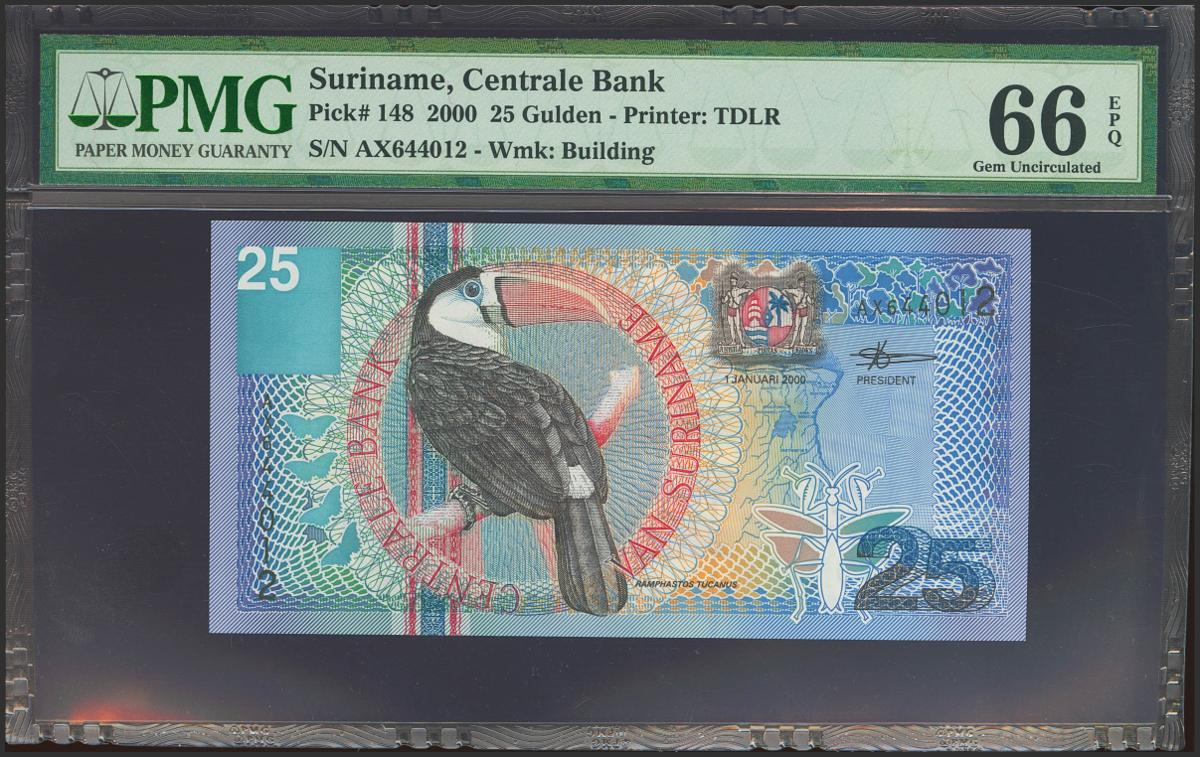 PMG
PAPER MONEY GUARANTY
Suriname, Centrale Bank
Pick# 148 2000 25 Gulden - Printer: TDLR
S/N AX644012 - Wmk: Building
66
EPQ
Gem Uncirculated
25
AX644012
1 JANUARI 2000
PRESIDENT
CENTRALE BANK
VAN SURINAME
AX644012
RAMPHASTOS TUCANUS
25